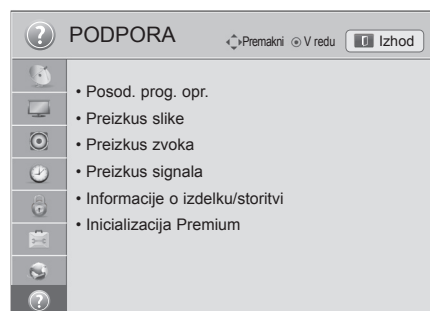 PODPORA
Premakni ⊙ V redu Izhod
• Posod. prog. opr.
• Preizkus slike
• Preizkus zvoka
• Preizkus signala
• Informacije o izdelku/storitvi
• Inicializacija Premium